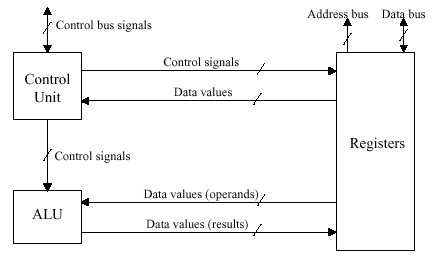 Address bus
Data bus
Control bus signals
Control signals
Control
Unit
Data values
Registers
Control signals
Data values (operands)
ALU
Data values (results)